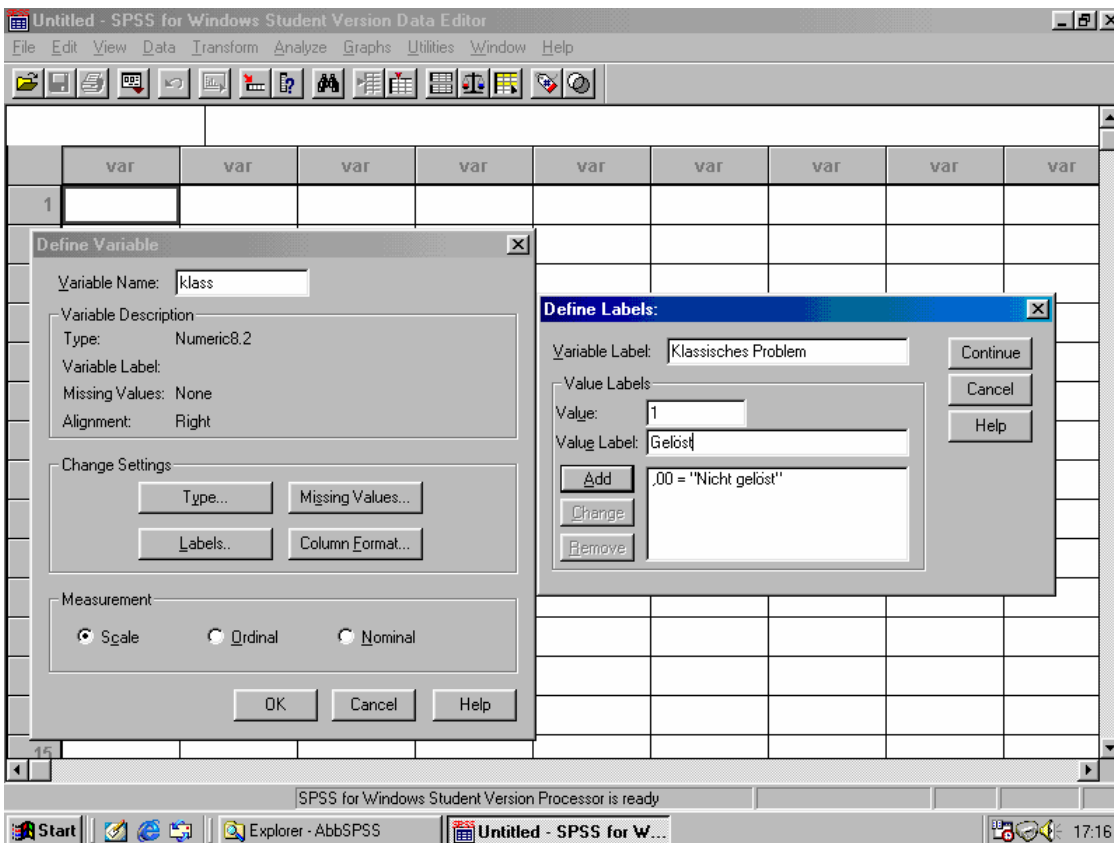 Untitled - SPSS for Windows Student Version Data Editor
File Edit View Data Transform Analyze Graphs Utilities Window Help
var var var var var var var var var
1
Define Variable
Variable Name: klass
Variable Description
Type: Numeric8.2
Variable Label:
Missing Values: None
Alignment: Right
Change Settings
Type... Missing Values...
Labels.. Column Format...
Measurement
Scale Ordinal Nominal
OK Cancel Help
Define Labels:
Variable Label: Klassisches Problem
Continue
Value Labels
Cancel
Value: 1
Help
Value Label: Gelöst
Add ,00 = "Nicht gelöst"
Change
Remove
15
SPSS for Windows Student Version Processor is ready
Start Explorer - AbbSPSS Untitled - SPSS for W... 17:16